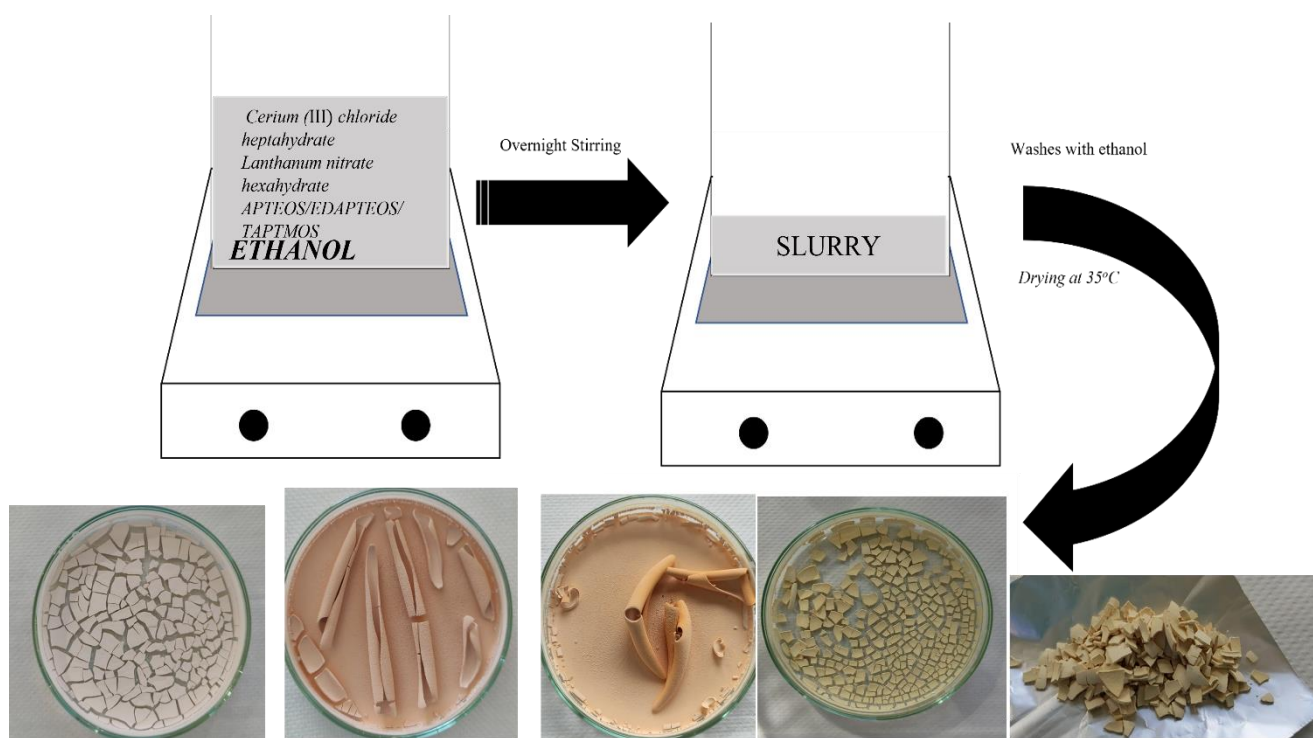 Cerium (III) chloride
heptahydrate
Lanthanum nitrate
hexahydrate
APTEOS/EDAPTEOS/
TAPTMOS
ETHANOL
Overnight Stirring
SLURRY
Washes with ethanol
Drying at 35°C